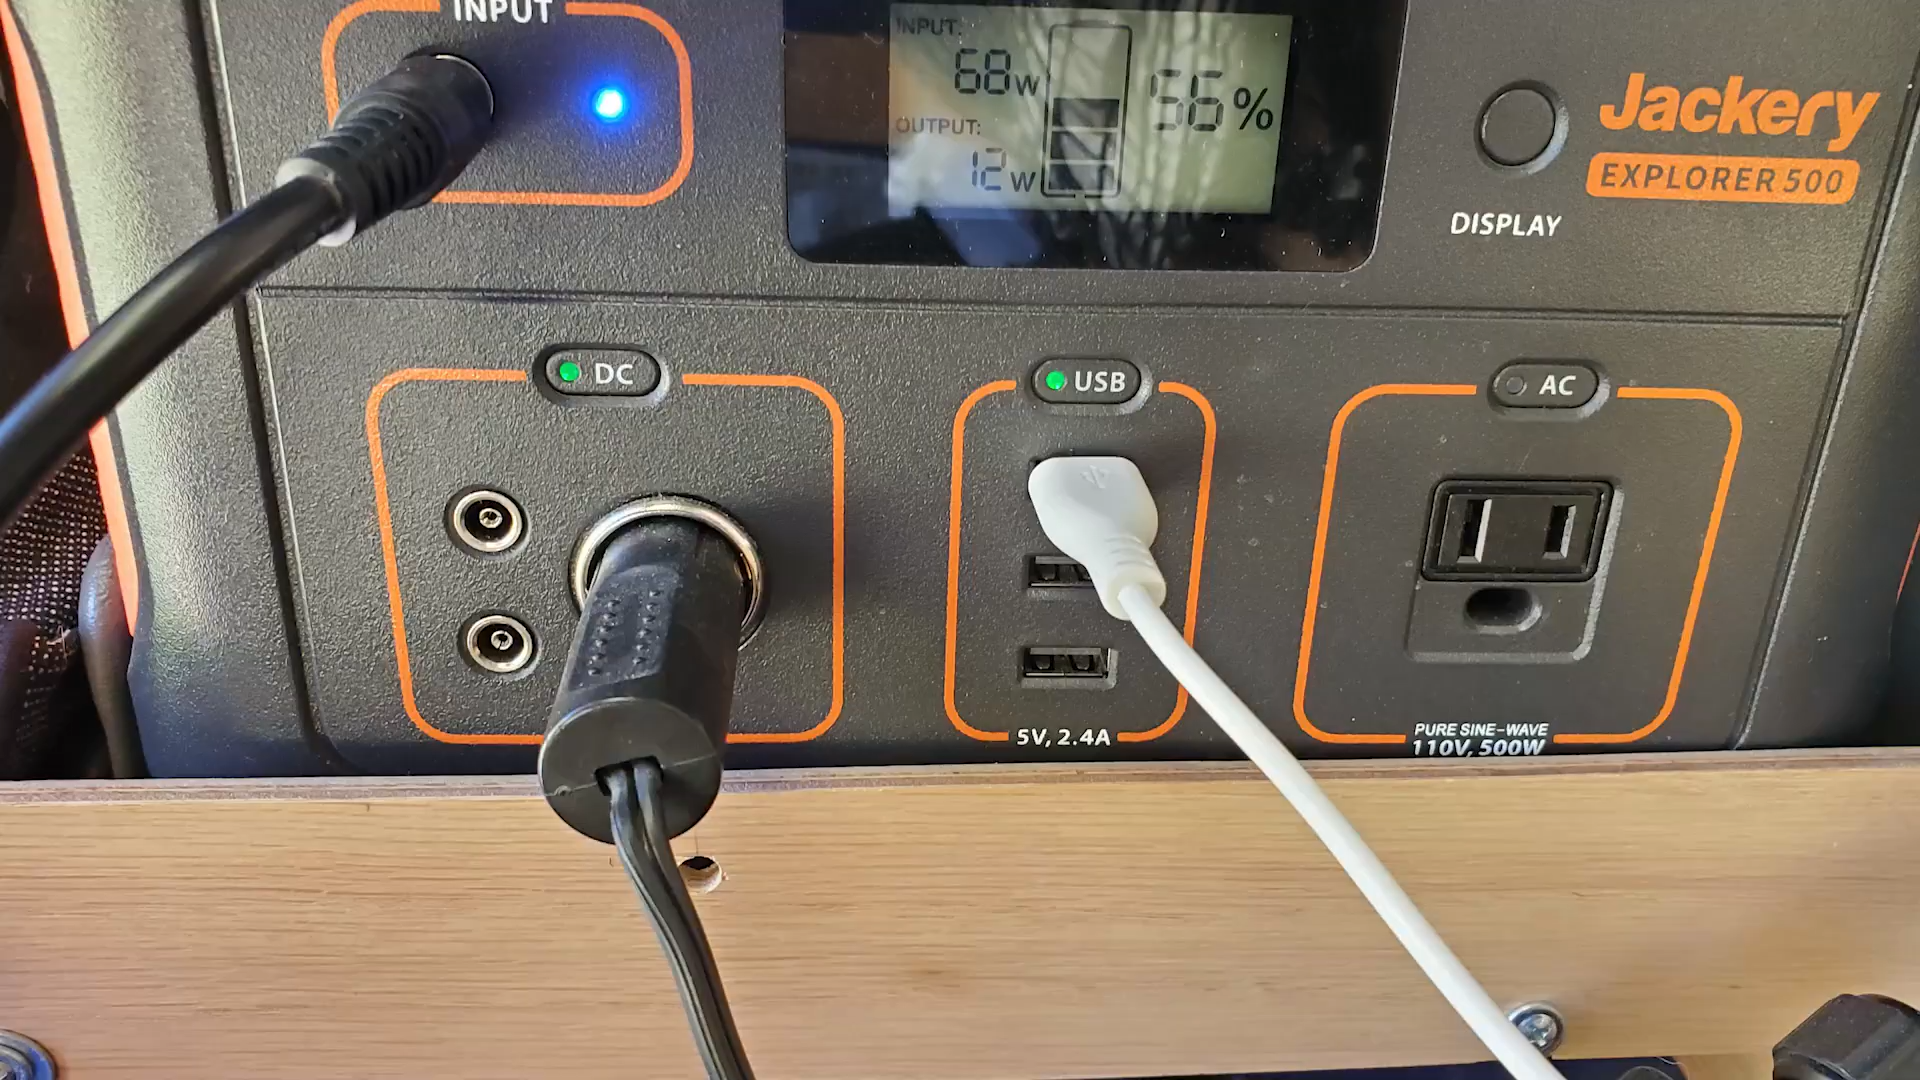 INPUT
INPUT:
68W
56%
OUTPUT:
12W
Jackery
EXPLORER 500
DISPLAY
DC
USB
AC
5V, 2.4A
PURE SINE-WAVE
110V, 500W